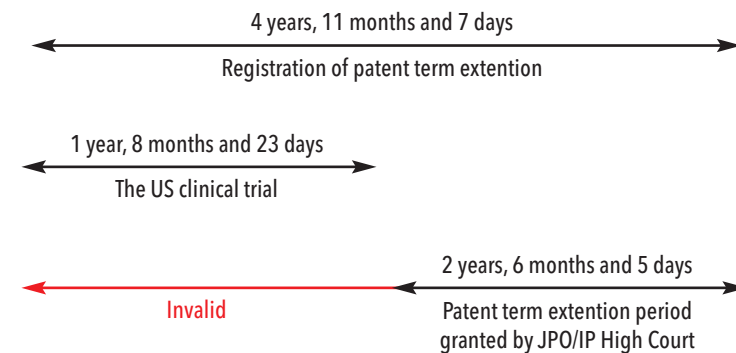 4 years, 11 months and 7 days
Registration of patent term extention
1 year, 8 months and 23 days
The US clinical trial
2 years, 6 months and 5 days
Invalid
Patent term extention period
granted by JPO/IP High Court